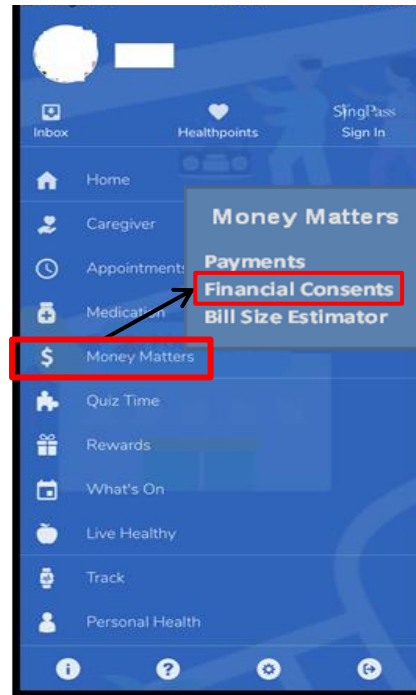 Inbox
Healthpoints
SingPass
Sign In
Home
Caregiver
Appointments
Medication
Money Matters
Quiz Time
Rewards
What's On
Live Healthy
Track
Personal Health
Money Matters
Payments
Financial Consents
Bill Size Estimator